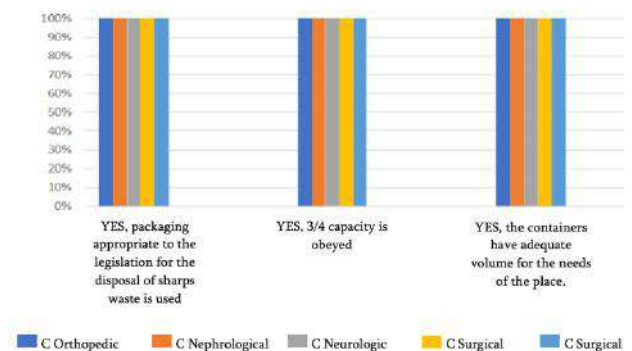 100%
90%
80%
70%
60%
50%
40%
30%
20%
10%
0%
YES, packaging
appropriate to the
legislation for the
disposal of sharps
waste is used
YES, 3/4 capacity is
obeyed
YES, the containers
have adequate
volume for the needs
of the place.
C Orthopedic C Nephrological C Neurologic C Surgical C Surgical